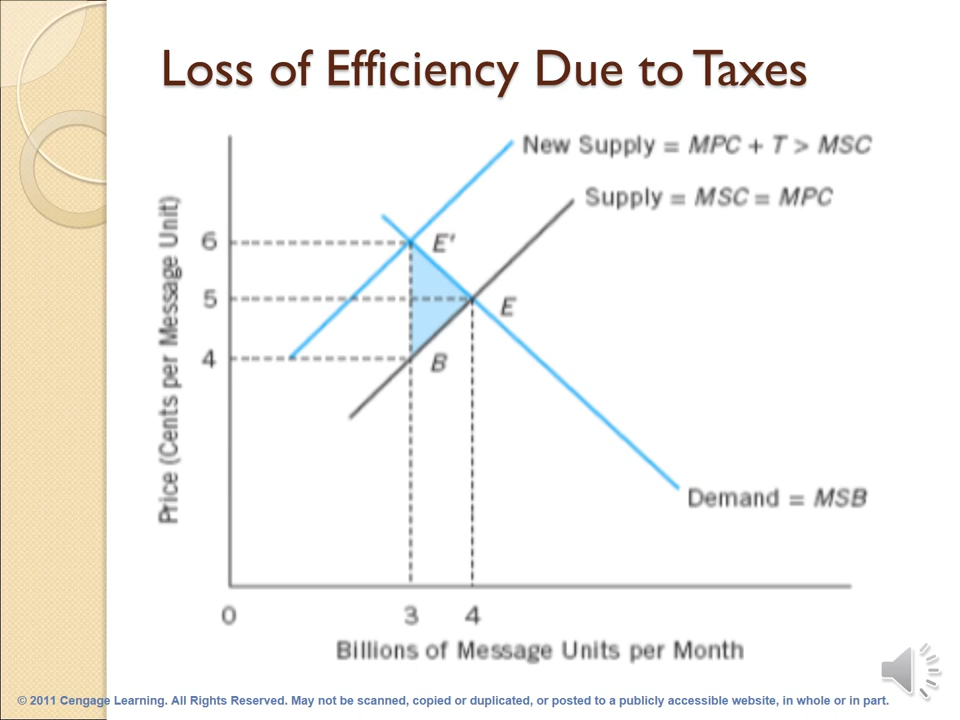 Loss of Efficiency Due to Taxes
New Supply = MPC + T > MSC
Supply = MSC = MPC
Price (Cents per Message Unit)
6
E'
5
E
4
B
Demand = MSB
0
3
4
Billions of Message Units per Month
© 2011 Cengage Learning. All Rights Reserved. May not be scanned, copied or duplicated, or posted to a publicly accessible website, in whole or in part.